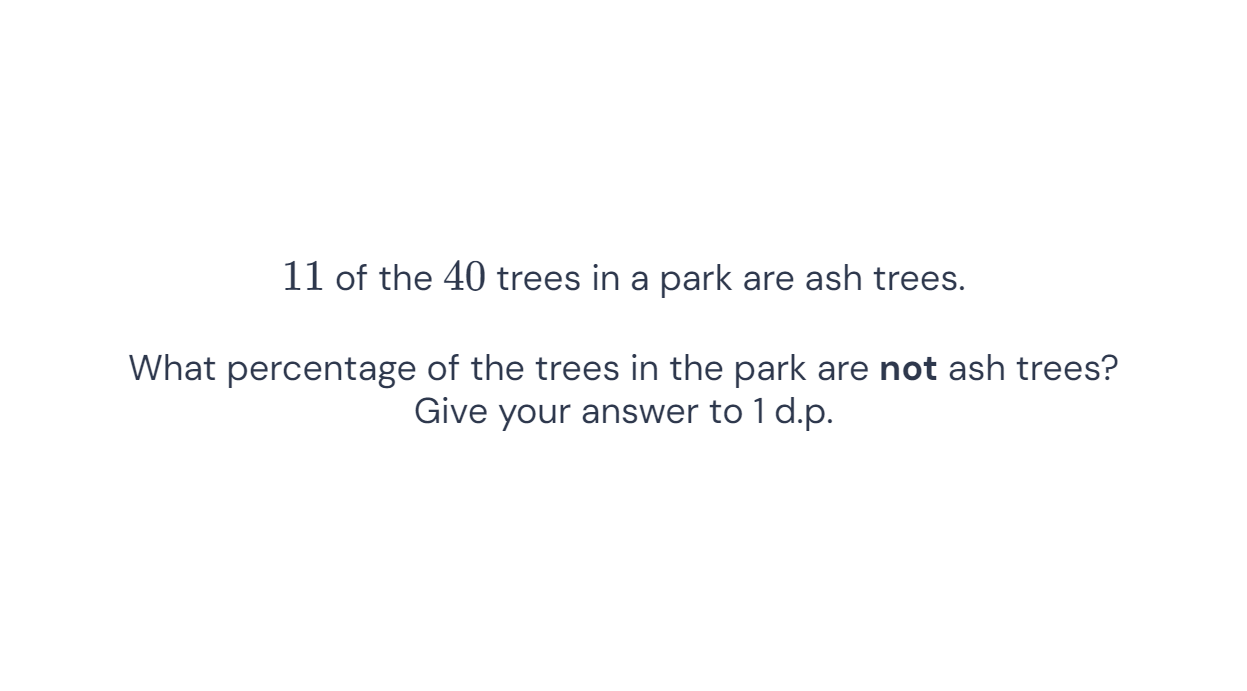 11 of the 40 trees in a park are ash trees.
What percentage of the trees in the park are not ash trees?
Give your answer to 1 d.p.